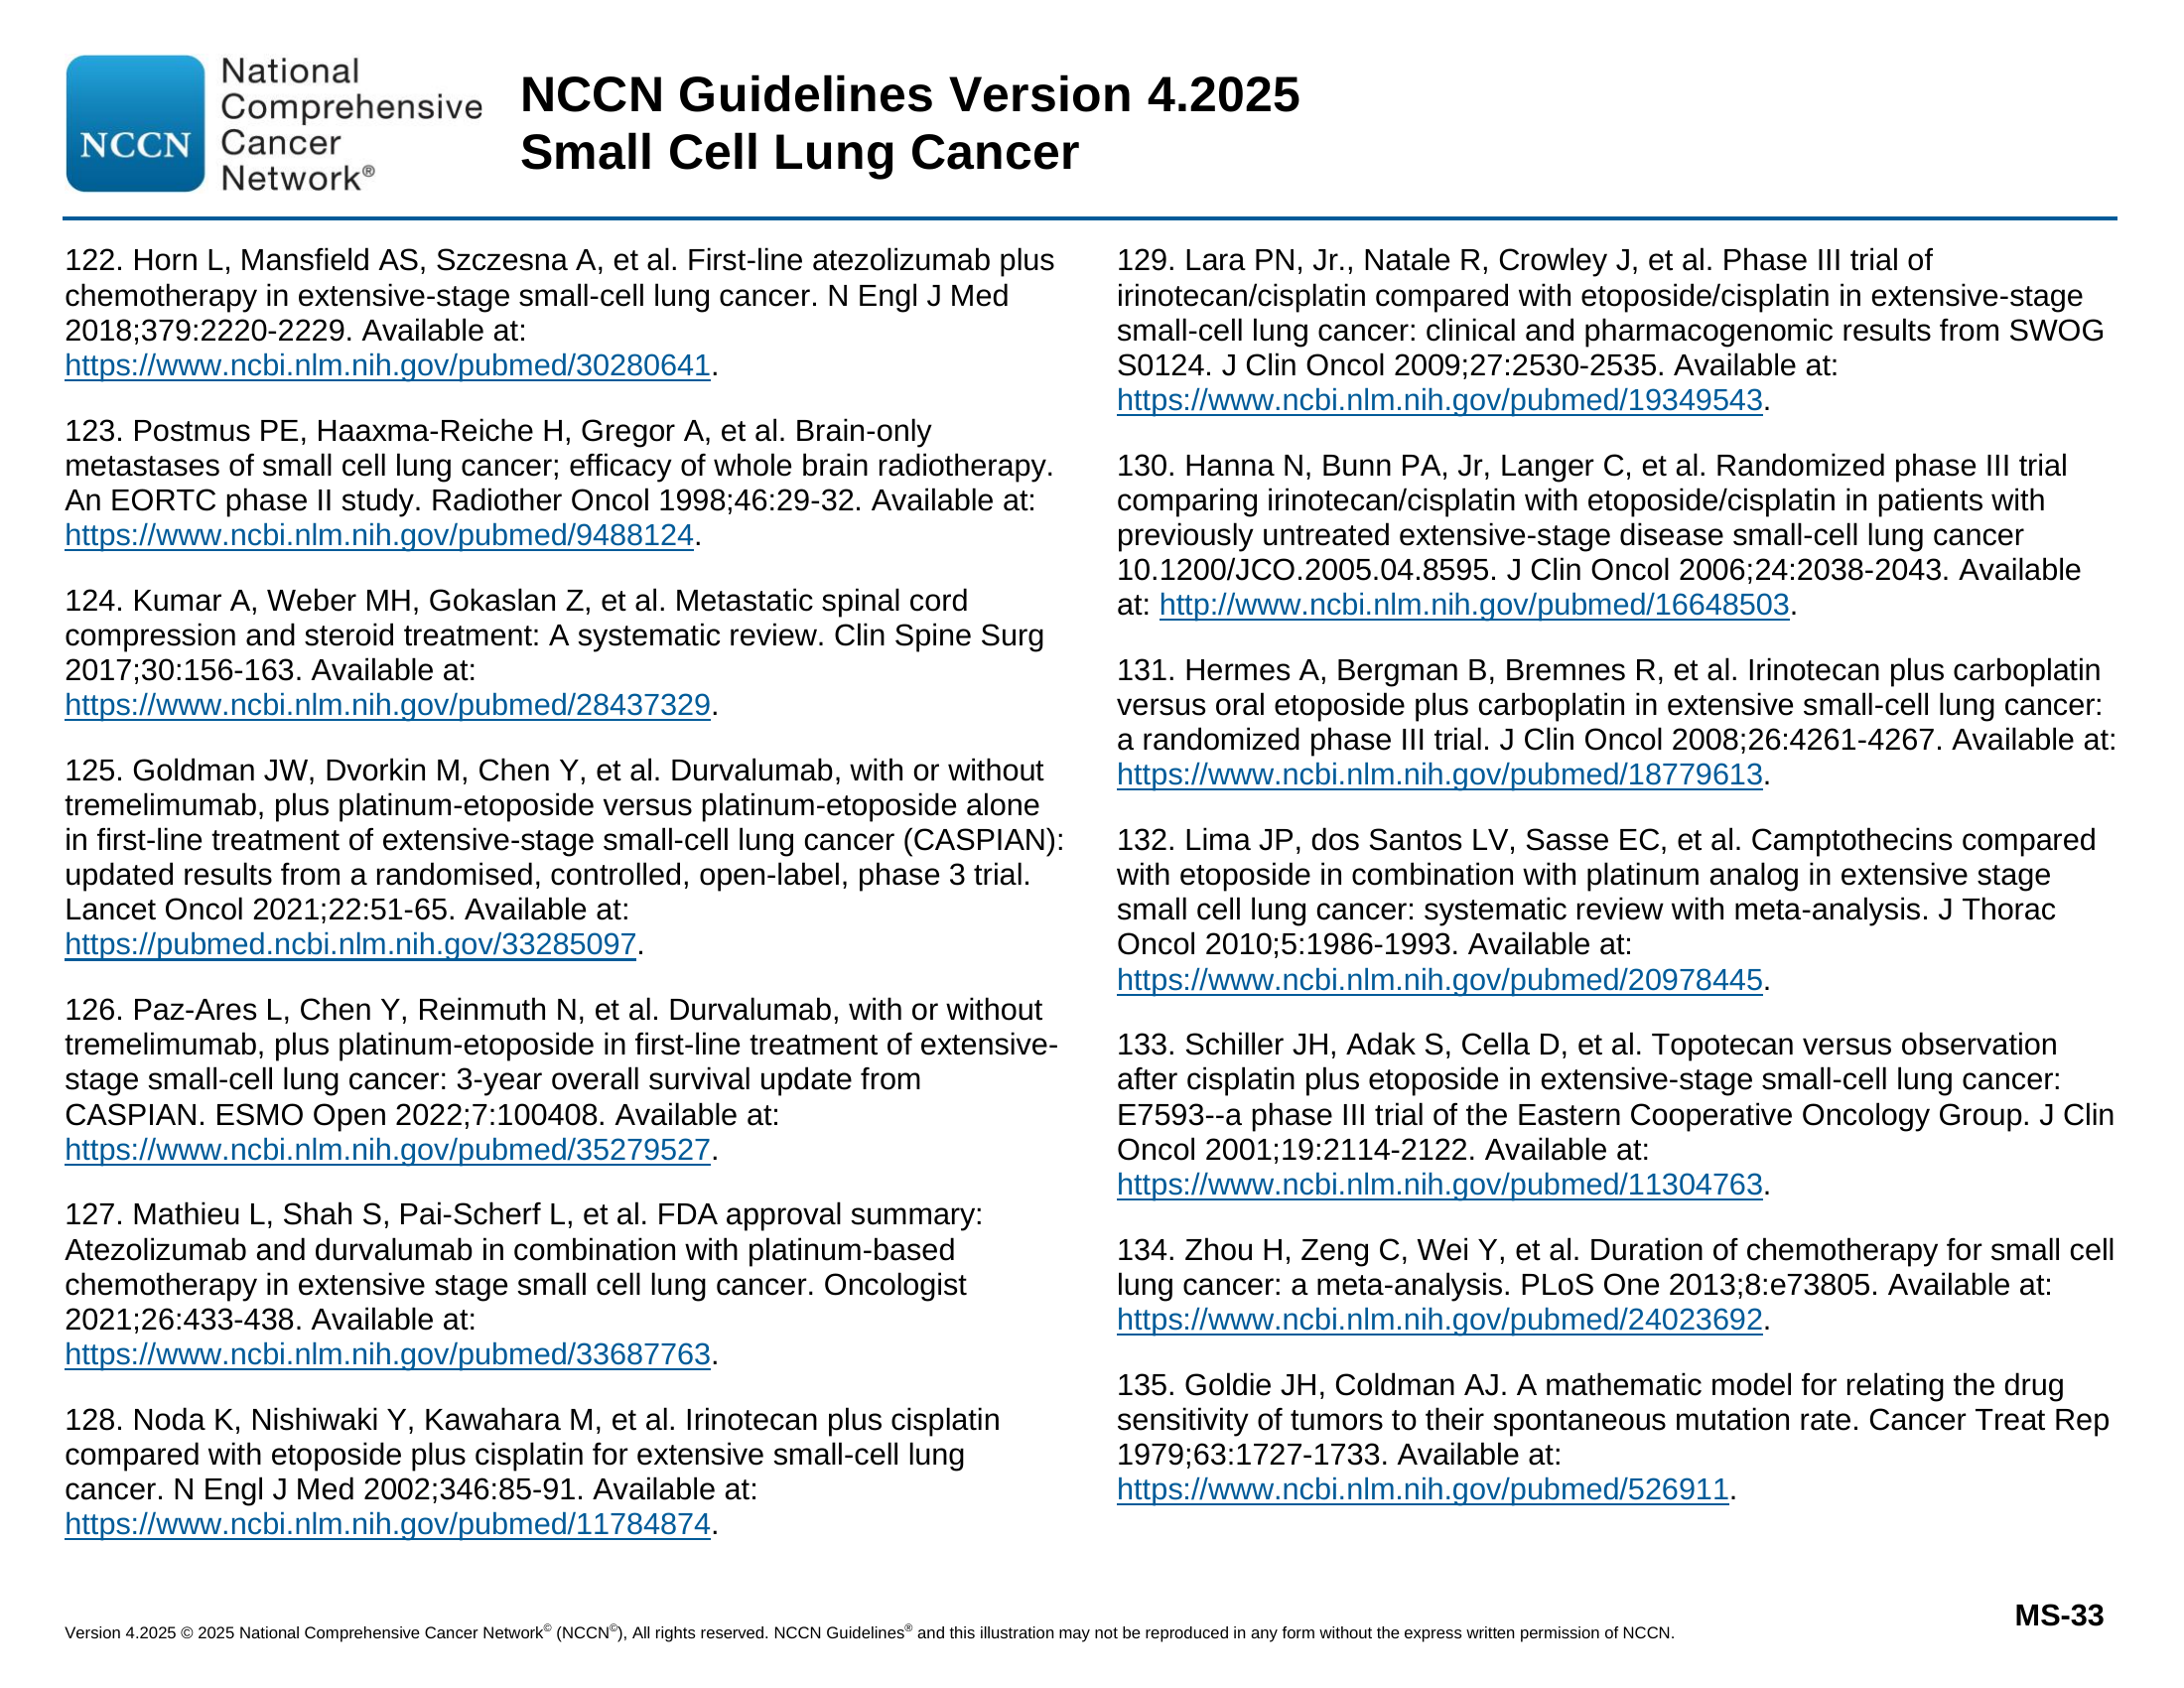 NCCN
National
Comprehensive
Cancer
Network®
NCCN Guidelines Version 4.2025
Small Cell Lung Cancer
122. Horn L, Mansfield AS, Szczesna A, et al. First-line atezolizumab plus
chemotherapy in extensive-stage small-cell lung cancer. N Engl J Med
2018;379:2220-2229. Available at:
https://www.ncbi.nlm.nih.gov/pubmed/30280641.
123. Postmus PE, Haaxma-Reiche H, Gregor A, et al. Brain-only
metastases of small cell lung cancer; efficacy of whole brain radiotherapy.
An EORTC phase II study. Radiother Oncol 1998;46:29-32. Available at:
https://www.ncbi.nlm.nih.gov/pubmed/9488124.
124. Kumar A, Weber MH, Gokaslan Z, et al. Metastatic spinal cord
compression and steroid treatment: A systematic review. Clin Spine Surg
2017;30:156-163. Available at:
https://www.ncbi.nlm.nih.gov/pubmed/28437329.
125. Goldman JW, Dvorkin M, Chen Y, et al. Durvalumab, with or without
tremelimumab, plus platinum-etoposide versus platinum-etoposide alone
in first-line treatment of extensive-stage small-cell lung cancer (CASPIAN):
updated results from a randomised, controlled, open-label, phase 3 trial.
Lancet Oncol 2021;22:51-65. Available at:
https://pubmed.ncbi.nlm.nih.gov/33285097.
126. Paz-Ares L, Chen Y, Reinmuth N, et al. Durvalumab, with or without
tremelimumab, plus platinum-etoposide in first-line treatment of extensive-
stage small-cell lung cancer: 3-year overall survival update from
CASPIAN. ESMO Open 2022;7:100408. Available at:
https://www.ncbi.nlm.nih.gov/pubmed/35279527.
127. Mathieu L, Shah S, Pai-Scherf L, et al. FDA approval summary:
Atezolizumab and durvalumab in combination with platinum-based
chemotherapy in extensive stage small cell lung cancer. Oncologist
2021;26:433-438. Available at:
https://www.ncbi.nlm.nih.gov/pubmed/33687763.
128. Noda K, Nishiwaki Y, Kawahara M, et al. Irinotecan plus cisplatin
compared with etoposide plus cisplatin for extensive small-cell lung
cancer. N Engl J Med 2002;346:85-91. Available at:
https://www.ncbi.nlm.nih.gov/pubmed/11784874.
129. Lara PN, Jr., Natale R, Crowley J, et al. Phase III trial of
irinotecan/cisplatin compared with etoposide/cisplatin in extensive-stage
small-cell lung cancer: clinical and pharmacogenomic results from SWOG
S0124. J Clin Oncol 2009;27:2530-2535. Available at:
https://www.ncbi.nlm.nih.gov/pubmed/19349543.
130. Hanna N, Bunn PA, Jr, Langer C, et al. Randomized phase III trial
comparing irinotecan/cisplatin with etoposide/cisplatin in patients with
previously untreated extensive-stage disease small-cell lung cancer
10.1200/JCO.2005.04.8595. J Clin Oncol 2006;24:2038-2043. Available
at: http://www.ncbi.nlm.nih.gov/pubmed/16648503.
131. Hermes A, Bergman B, Bremnes R, et al. Irinotecan plus carboplatin
versus oral etoposide plus carboplatin in extensive small-cell lung cancer:
a randomized phase III trial. J Clin Oncol 2008;26:4261-4267. Available at:
https://www.ncbi.nlm.nih.gov/pubmed/18779613.
132. Lima JP, dos Santos LV, Sasse EC, et al. Camptothecins compared
with etoposide in combination with platinum analog in extensive stage
small cell lung cancer: systematic review with meta-analysis. J Thorac
Oncol 2010;5:1986-1993. Available at:
https://www.ncbi.nlm.nih.gov/pubmed/20978445.
133. Schiller JH, Adak S, Cella D, et al. Topotecan versus observation
after cisplatin plus etoposide in extensive-stage small-cell lung cancer:
E7593--a phase III trial of the Eastern Cooperative Oncology Group. J Clin
Oncol 2001;19:2114-2122. Available at:
https://www.ncbi.nlm.nih.gov/pubmed/11304763.
134. Zhou H, Zeng C, Wei Y, et al. Duration of chemotherapy for small cell
lung cancer: a meta-analysis. PLoS One 2013;8:e73805. Available at:
https://www.ncbi.nlm.nih.gov/pubmed/24023692.
135. Goldie JH, Coldman AJ. A mathematic model for relating the drug
sensitivity of tumors to their spontaneous mutation rate. Cancer Treat Rep
1979;63:1727-1733. Available at:
https://www.ncbi.nlm.nih.gov/pubmed/526911.
MS-33
Version 4.2025 © 2025 National Comprehensive Cancer Network© (NCCN©), All rights reserved. NCCN Guidelines® and this illustration may not be reproduced in any form without the express written permission of NCCN.